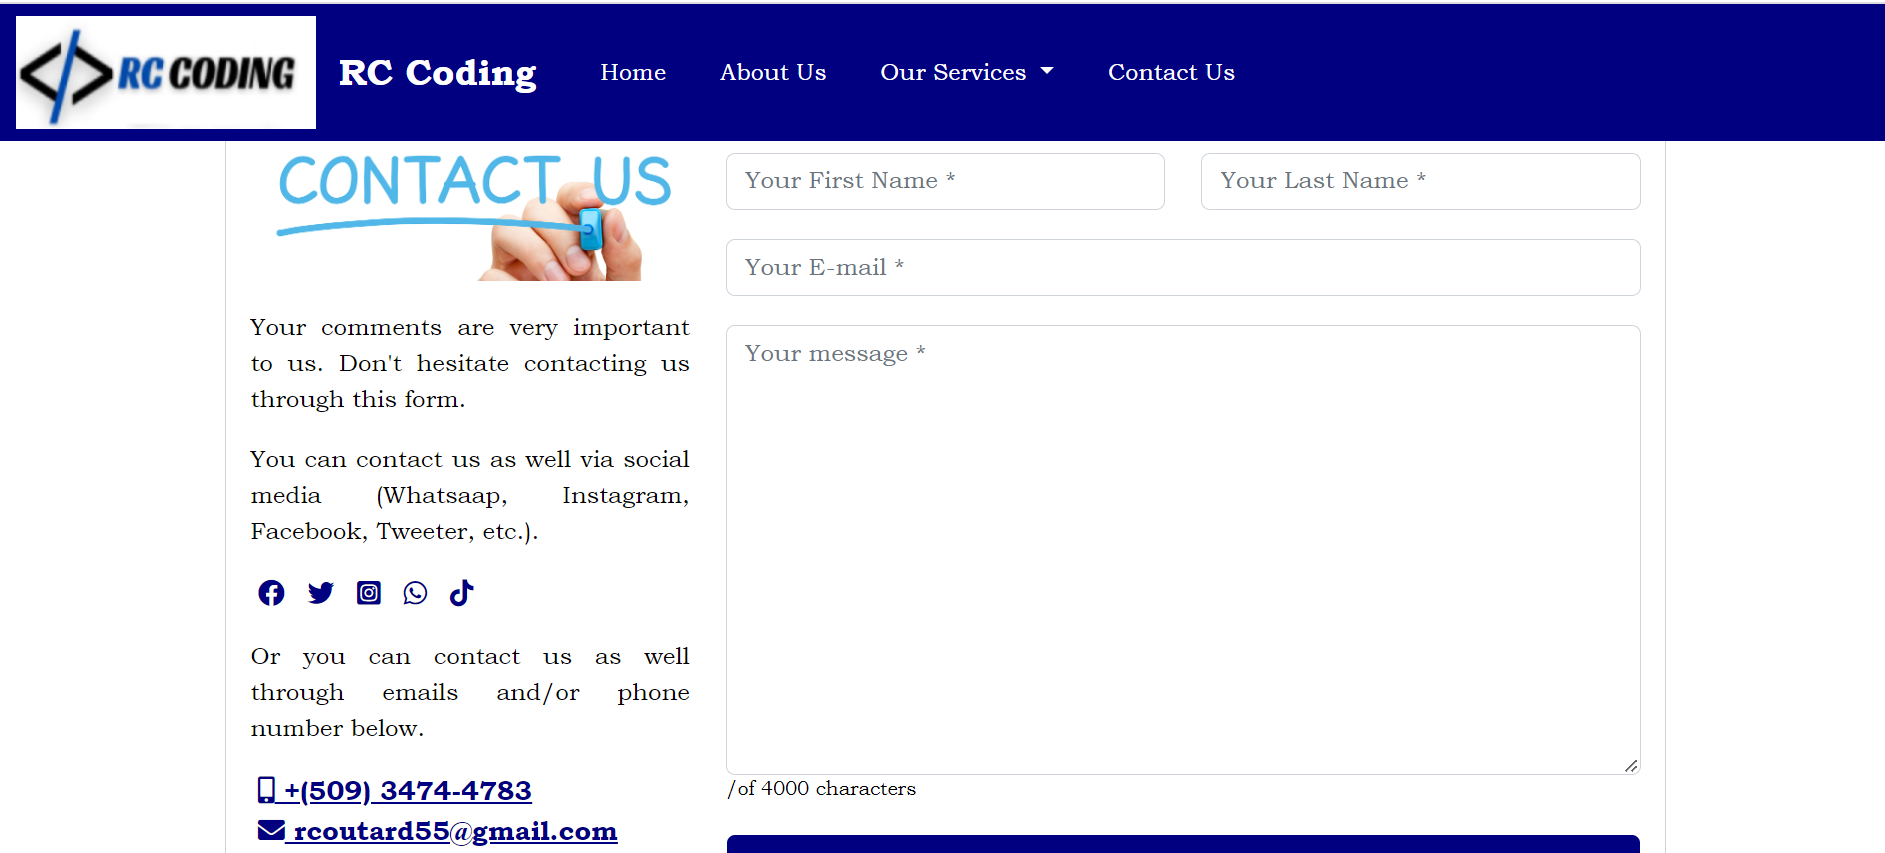 RC CODING
RC Coding
Home
About Us
Our Services
Contact Us
CONTACT US
Your comments are very important
to us. Don't hesitate contacting us
through this form.
You can contact us as well via social
media (Whatsaap, Instagram,
Facebook, Tweeter, etc.).
Or you can contact us as well
through emails and/or phone
number below.
+(509) 3474-4783
rcoutard55@gmail.com
Your First Name *
Your Last Name *
Your E-mail *
Your message *
/of 4000 characters